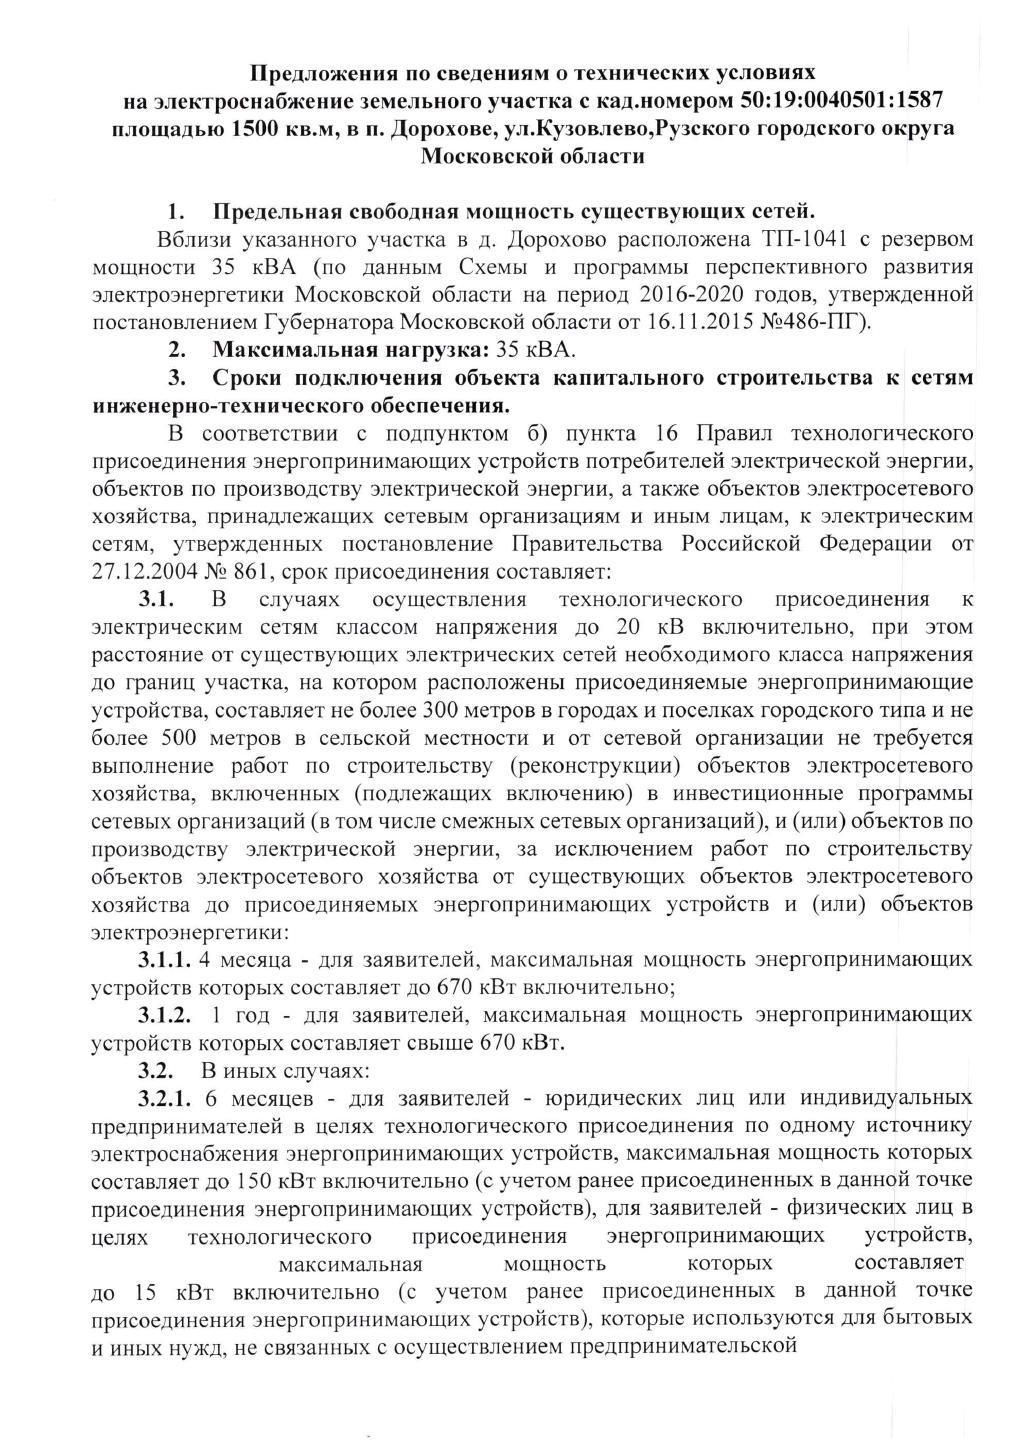 Предложения по сведениям о технических условиях
на электроснабжение земельного участка с кад.номером 50:19:0040501:1587
площадью 1500 кв.м, в п. Дорохове, ул.Кузовлево,Рузского городского округа
Московской области
1. Предельная свободная мощность существующих сетей.
Вблизи указанного участка в д. Дорохово расположена ТП-1041 с резервом
мощности 35 кВА (по данным Схемы и программы перспективного развития
электроэнергетики Московской области на период 2016-2020 годов, утвержденной
постановлением Губернатора Московской области от 16.11.2015 №486-ПГ).
2. Максимальная нагрузка: 35 кВА.
3. Сроки подключения объекта капитального строительства к сетям
инженерно-технического обеспечения.
В соответствии с подпунктом б) пункта 16 Правил технологического
присоединения энергопринимающих устройств потребителей электрической энергии,
объектов по производству электрической энергии, а также объектов электросетевого
хозяйства, принадлежащих сетевым организациям и иным лицам, к электрическим
сетям, утвержденных постановление Правительства Российской Федерации от
27.12.2004 № 861, срок присоединения составляет:
3.1. В случаях осуществления технологического присоединения к
электрическим сетям классом напряжения до 20 кВ включительно, при этом
расстояние от существующих электрических сетей необходимого класса напряжения
до границ участка, на котором расположены присоединяемые энергопринимающие
устройства, составляет не более 300 метров в городах и поселках городского типа и не
более 500 метров в сельской местности и от сетевой организации не требуется
выполнение работ по строительству (реконструкции) объектов электросетевого
хозяйства, включенных (подлежащих включению) в инвестиционные программы
сетевых организаций (в том числе смежных сетевых организаций), и (или) объектов по
производству электрической энергии, за исключением работ по строительству
объектов электросетевого хозяйства от существующих объектов электросетевого
хозяйства до присоединяемых энергопринимающих устройств и (или) объектов
электроэнергетики:
3.1.1. 4 месяца - для заявителей, максимальная мощность энергопринимающих
устройств которых составляет до 670 кВт включительно;
3.1.2. 1 год - для заявителей, максимальная мощность энергопринимающих
устройств которых составляет свыше 670 кВт.
3.2. В иных случаях:
3.2.1. 6 месяцев - для заявителей - юридических лиц или индивидуальных
предпринимателей в целях технологического присоединения по одному источнику
электроснабжения энергопринимающих устройств, максимальная мощность которых
составляет до 150 кВт включительно (с учетом ранее присоединенных в данной точке
присоединения энергопринимающих устройств), для заявителей - физических лиц в
целях технологического присоединения энергопринимающих устройств,
максимальная мощность которых составляет
до 15 кВт включительно (с учетом ранее присоединенных в данной точке
присоединения энергопринимающих устройств), которые используются для бытовых
и иных нужд, не связанных с осуществлением предпринимательской